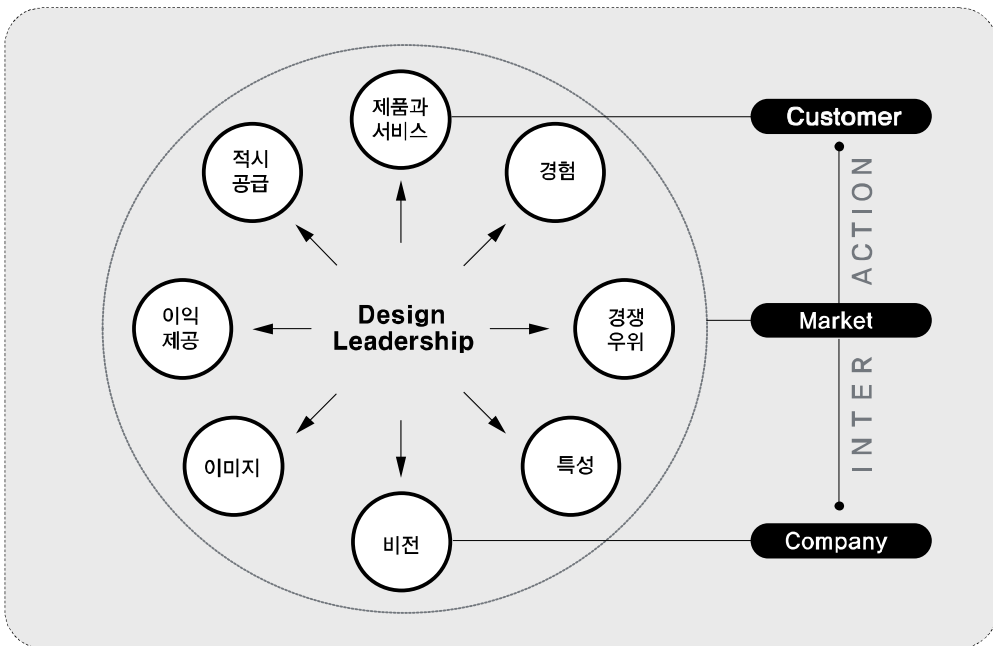 제품과
서비스
Customer
적시
공급
경험
INTER ACTION
이익
제공
Design
Leadership
경쟁
우위
Market
이미지
특성
비전
Company